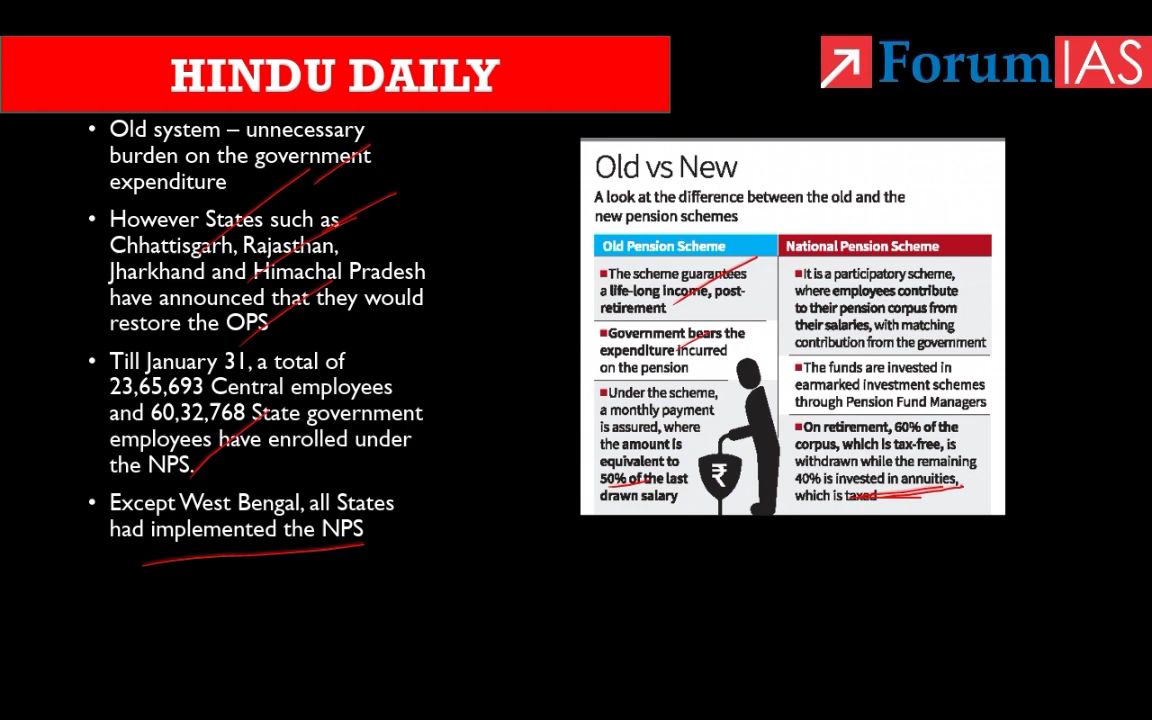 HINDU DAILY
ForumIAS
• Old system – unnecessary
burden on the government
expenditure
• However States such as
Chhattisgarh, Rajasthan,
Jharkhand and Himachal Pradesh
have announced that they would
restore the OPS
• Till January 31, a total of
23,65,693 Central employees
and 60,32,768 State government
employees have enrolled under
the NPS.
• Except West Bengal, all States
had implemented the NPS
Old vs New
A look at the difference between the old and the
new pension schemes
Old Pension Scheme
■The scheme guarantees
a life-long income, post-
retirement
■Government bears the
expenditure incurred
on the pension
■Under the scheme,
a monthly payment
is assured, where
the amount is
equivalent to
50% of the last
drawn salary
₹
National Pension Scheme
■It is a participatory scheme,
where employees contribute
to their pension corpus from
their salaries, with matching
contribution from the government
■The funds are invested in
earmarked investment schemes
through Pension Fund Managers
■On retirement, 60% of the
corpus, which is tax-free, is
withdrawn while the remaining
40% is invested in annuities,
which is taxed